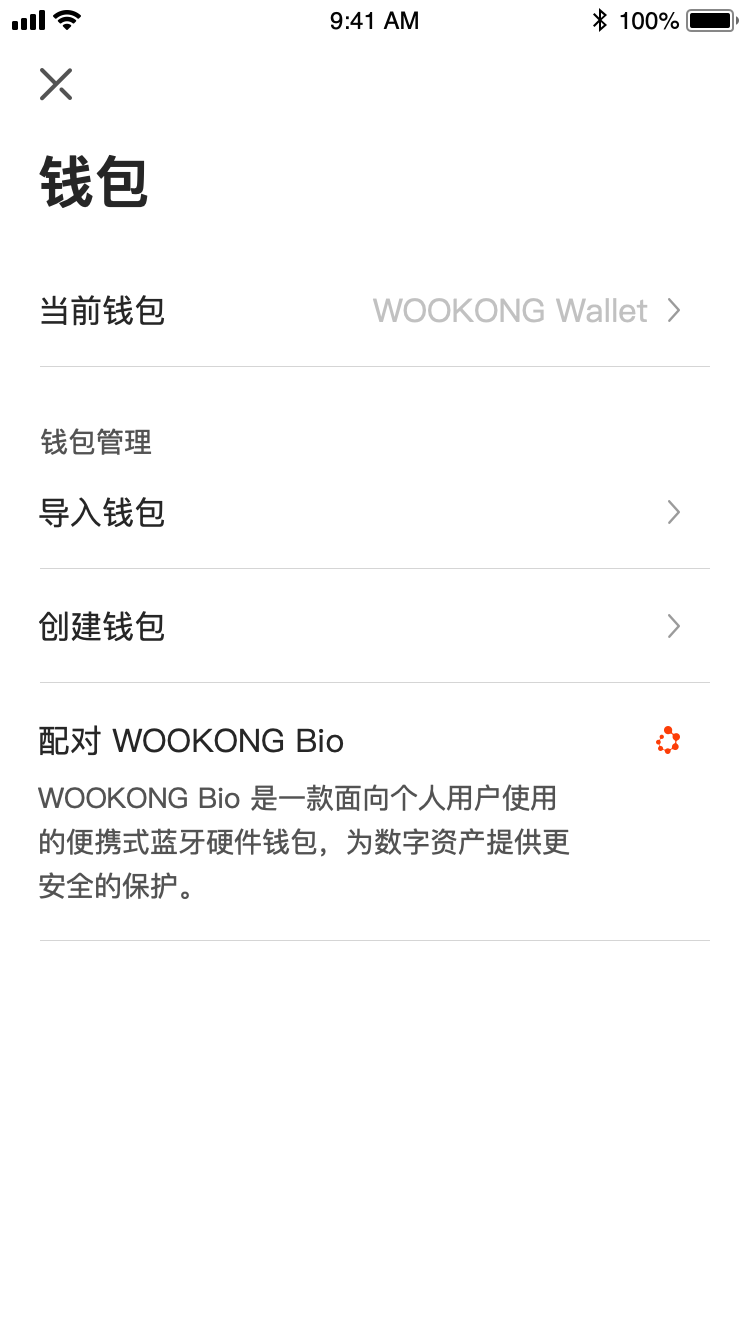 9:41 AM 100%
钱包
当前钱包 WOOKONG Wallet
钱包管理
导入钱包
创建钱包
配对 WOOKONG Bio
WOOKONG Bio 是一款面向个人用户使用
的便携式蓝牙硬件钱包，为数字资产提供更
安全的保护。